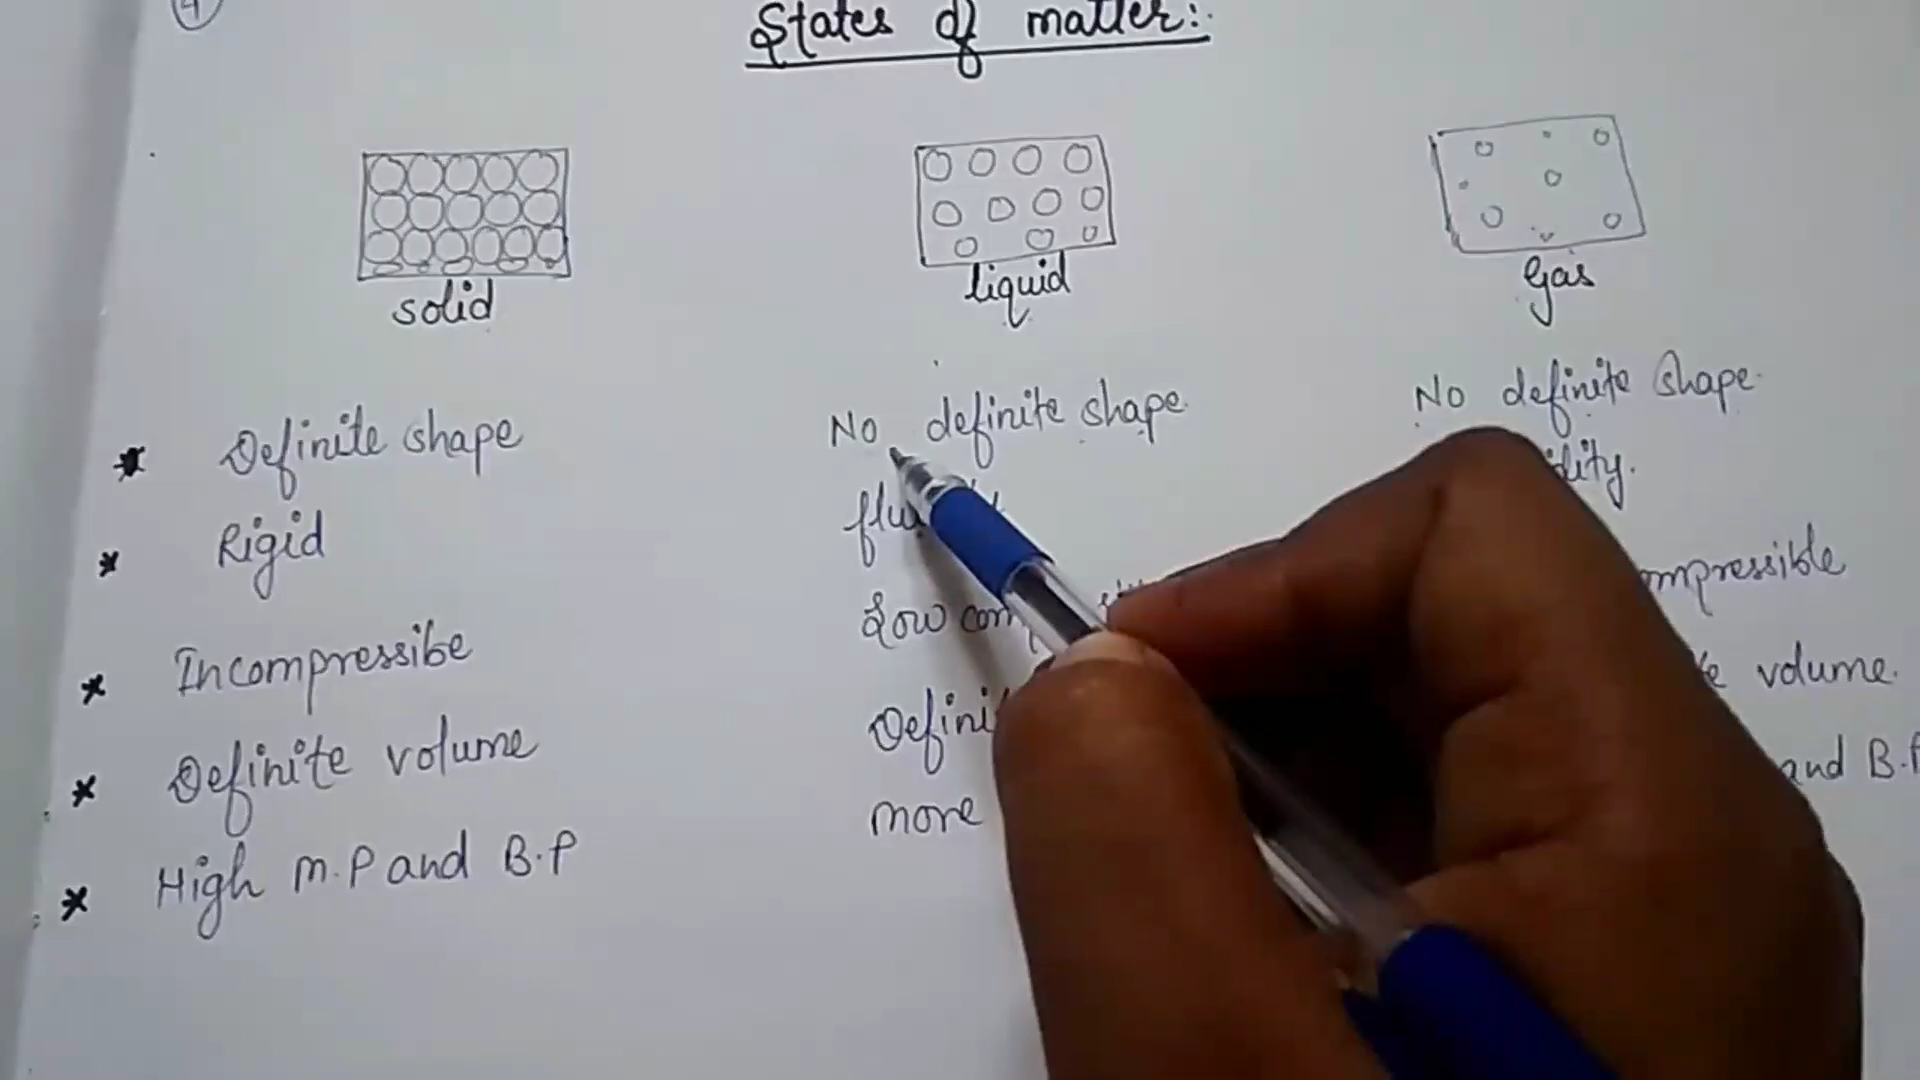 4
States of matter:
solid
liquid
gas
Definite shape
No definite shape
No definite shape
Rigid
Incompressibe
Low
Definite volume
volume.
High M.P and B.P
more
and B.P